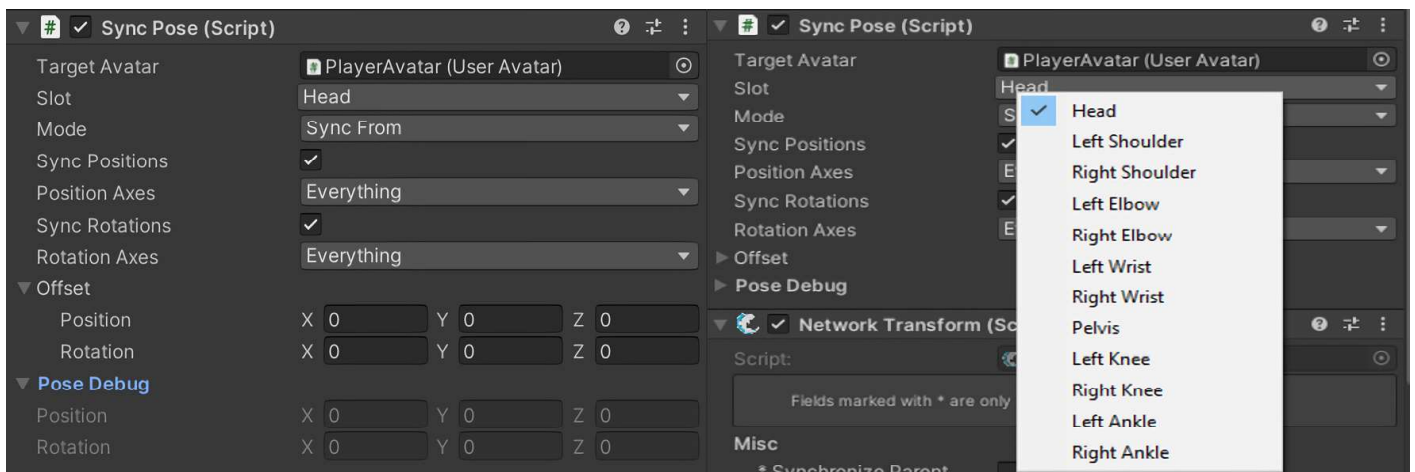 Sync Pose (Script)
Target Avatar PlayerAvatar (User Avatar)
Slot Head
Mode Sync From
Sync Positions
Position Axes Everything
Sync Rotations
Rotation Axes Everything
Offset
Position X 0 Y 0 Z 0
Rotation X 0 Y 0 Z 0
Pose Debug
Position X 0 Y 0 Z 0
Rotation X 0 Y 0 Z 0
Sync Pose (Script)
Target Avatar PlayerAvatar (User Avatar)
Slot Head
Mode S
Sync Positions
Position Axes E
Sync Rotations
Rotation Axes E
Offset
Pose Debug
Head
Left Shoulder
Right Shoulder
Left Elbow
Right Elbow
Left Wrist
Right Wrist
Pelvis
Left Knee
Right Knee
Left Ankle
Right Ankle
Network Transform (Sc
Script:
Fields marked with * are only
Misc
* Synchronize Parent